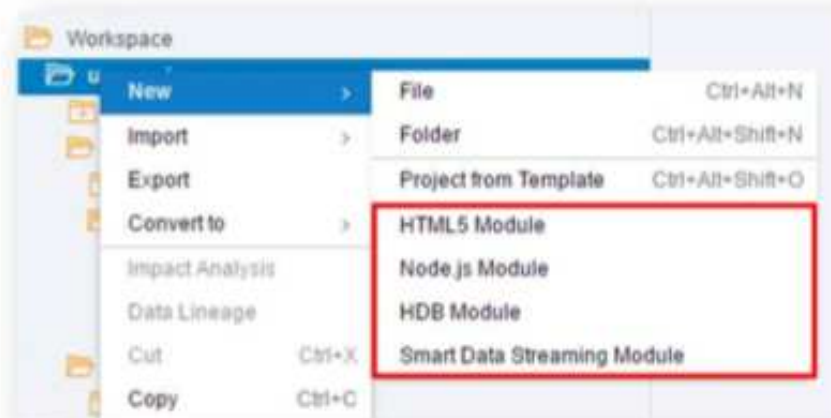 Workspace
u
New >
Import >
Export
Convert to >
Impact Analysis
Data Lineage
Cut Ctrl+X
Copy Ctrl+C
File Ctrl+Alt+N
Folder Ctrl+Alt+Shift+N
Project from Template Ctrl+Alt+Shift+O
HTML5 Module
Node.js Module
HDB Module
Smart Data Streaming Module